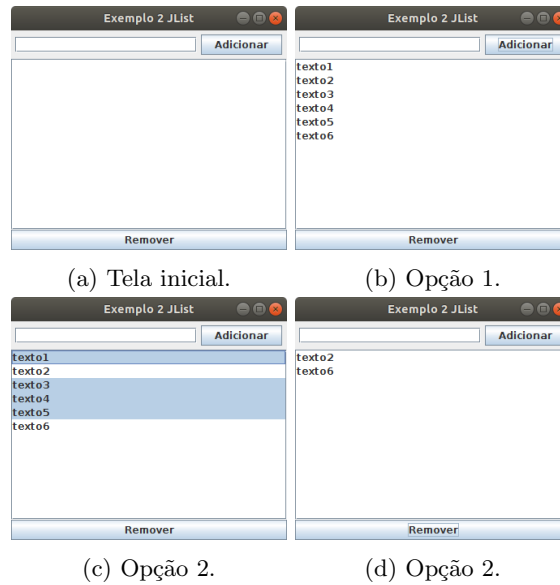 Exemplo 2 JList
Adicionar
Remover
(a) Tela inicial.
Exemplo 2 JList
Adicionar
texto1
texto2
texto3
texto4
texto5
texto6
Remover
(b) Opção 1.
Exemplo 2 JList
Adicionar
texto1
texto2
texto3
texto4
texto5
texto6
Remover
(c) Opção 2.
Exemplo 2 JList
Adicionar
texto2
texto6
Remover
(d) Opção 2.